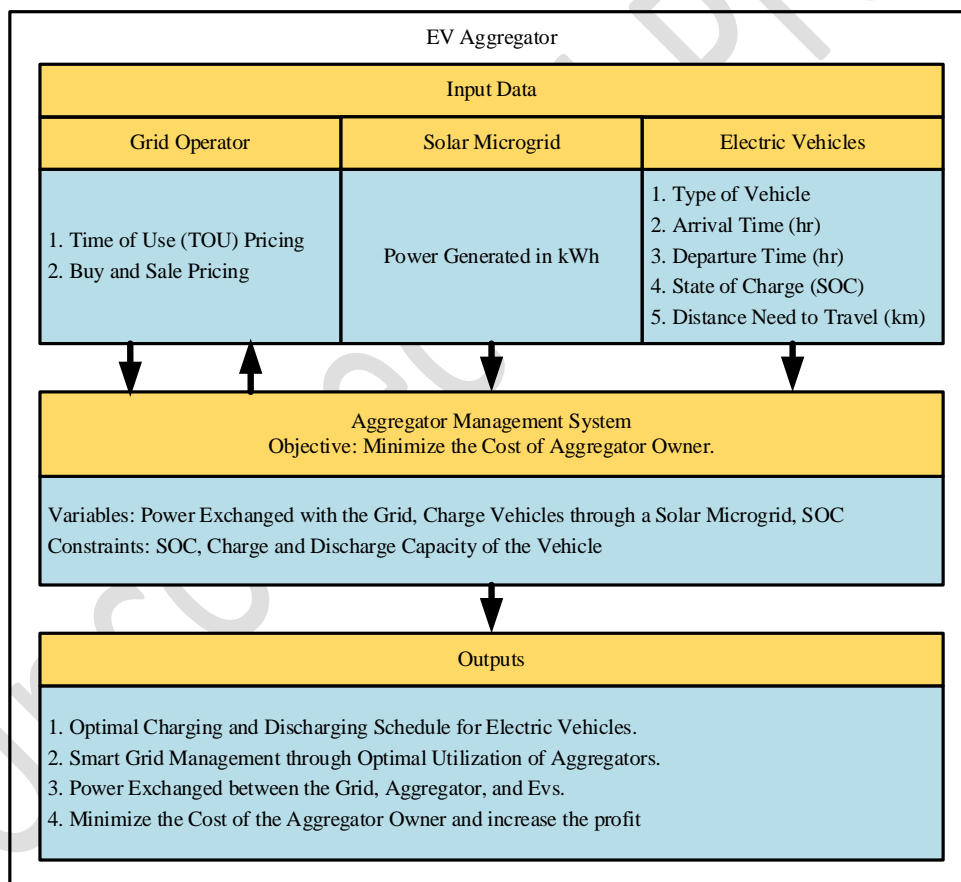 EV Aggregator
Input Data
Grid Operator
Solar Microgrid
Electric Vehicles
1. Time of Use (TOU) Pricing
2. Buy and Sale Pricing
Power Generated in kWh
1. Type of Vehicle
2. Arrival Time (hr)
3. Departure Time (hr)
4. State of Charge (SOC)
5. Distance Need to Travel (km)
Aggregator Management System
Objective: Minimize the Cost of Aggregator Owner.
Variables: Power Exchanged with the Grid, Charge Vehicles through a Solar Microgrid, SOC
Constraints: SOC, Charge and Discharge Capacity of the Vehicle
Outputs
1. Optimal Charging and Discharging Schedule for Electric Vehicles.
2. Smart Grid Management through Optimal Utilization of Aggregators.
3. Power Exchanged between the Grid, Aggregator, and Evs.
4. Minimize the Cost of the Aggregator Owner and increase the profit